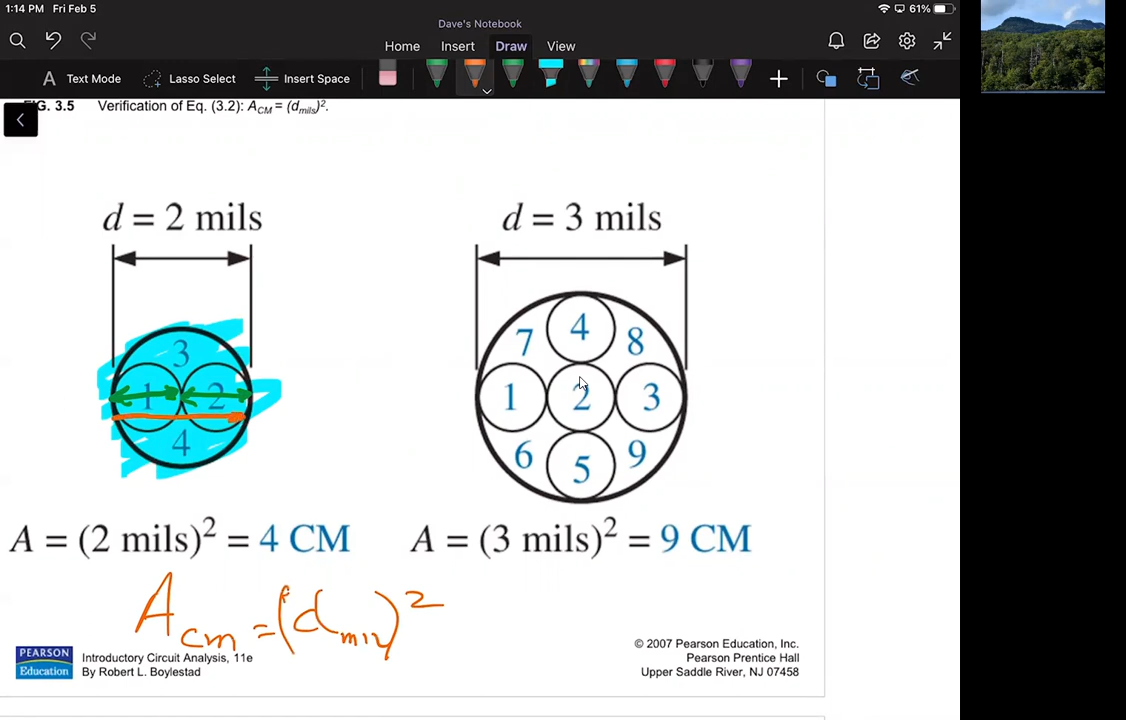 1:14 PM Fri Feb 5
61%
Dave's Notebook
Home Insert Draw View
Text Mode Lasso Select Insert Space
FIG. 3.5 Verification of Eq. (3.2): A_CM = (d_mils)².
d = 2 mils
d = 3 mils
3
1 2
4
7 4 8
1 2 3
6 5 9
A = (2 mils)² = 4 CM
A = (3 mils)² = 9 CM
A_cm = (d_mil)²
PEARSON
Education
Introductory Circuit Analysis, 11e
By Robert L. Boylestad
© 2007 Pearson Education, Inc.
Pearson Prentice Hall
Upper Saddle River, NJ 07458